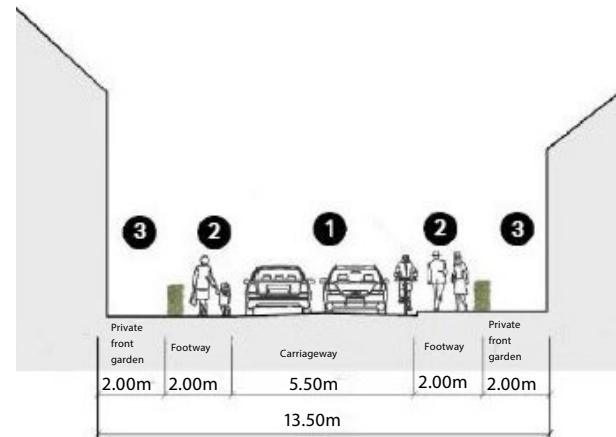 3 2 1 2 3
Private
front
garden
Footway
Carriageway
Footway
Private
front
garden
2.00m 2.00m 5.50m 2.00m 2.00m
13.50m